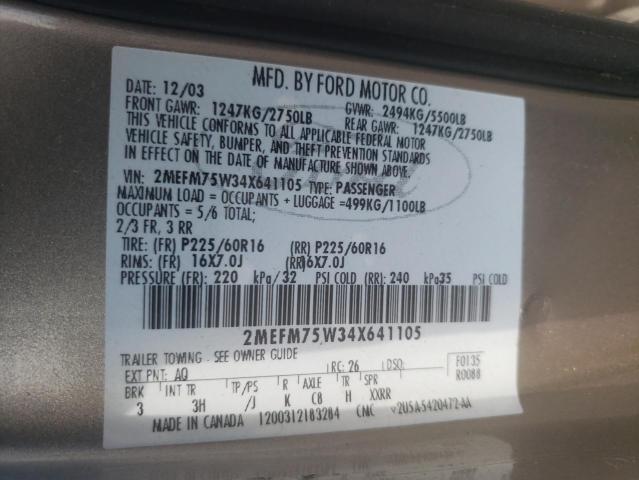 MFD. BY FORD MOTOR CO.
DATE: 12/03
GVWR: 2494KG/5500LB
FRONT GAWR: 1247KG/2750LB
REAR GAWR: 1247KG/2750LB
THIS VEHICLE CONFORMS TO ALL APPLICABLE FEDERAL MOTOR
VEHICLE SAFETY, BUMPER, AND THEFT PREVENTION STANDARDS
IN EFFECT ON THE DATE OF MANUFACTURE SHOWN ABOVE.
VIN: 2MEFM75W34X641105 TYPE: PASSENGER
MAXIMUM LOAD = OCCUPANTS + LUGGAGE =499KG/1100LB
OCCUPANTS = 5/6 TOTAL;
2/3 FR, 3 RR
TIRE: (FR) P225/60R16 (RR) P225/60R16
RIMS: (FR) 16X7.0J (RR)16X7.0J
PRESSURE (FR) 220 kPa/32 PSI COLD (RR): 240 kPa35 PSI COLD
2MEFM75W34X641105
TRAILER TOWING - SEE OWNER GUIDE
EXT PNT: AQ RC: 26 DSO: F0135
R0088
BRK INT TR TP/PS R AXLE TR SPR
3 3H /J K C8 H XXRR
MADE IN CANADA 1200312183284 CMC v2U5A-5420472-AA